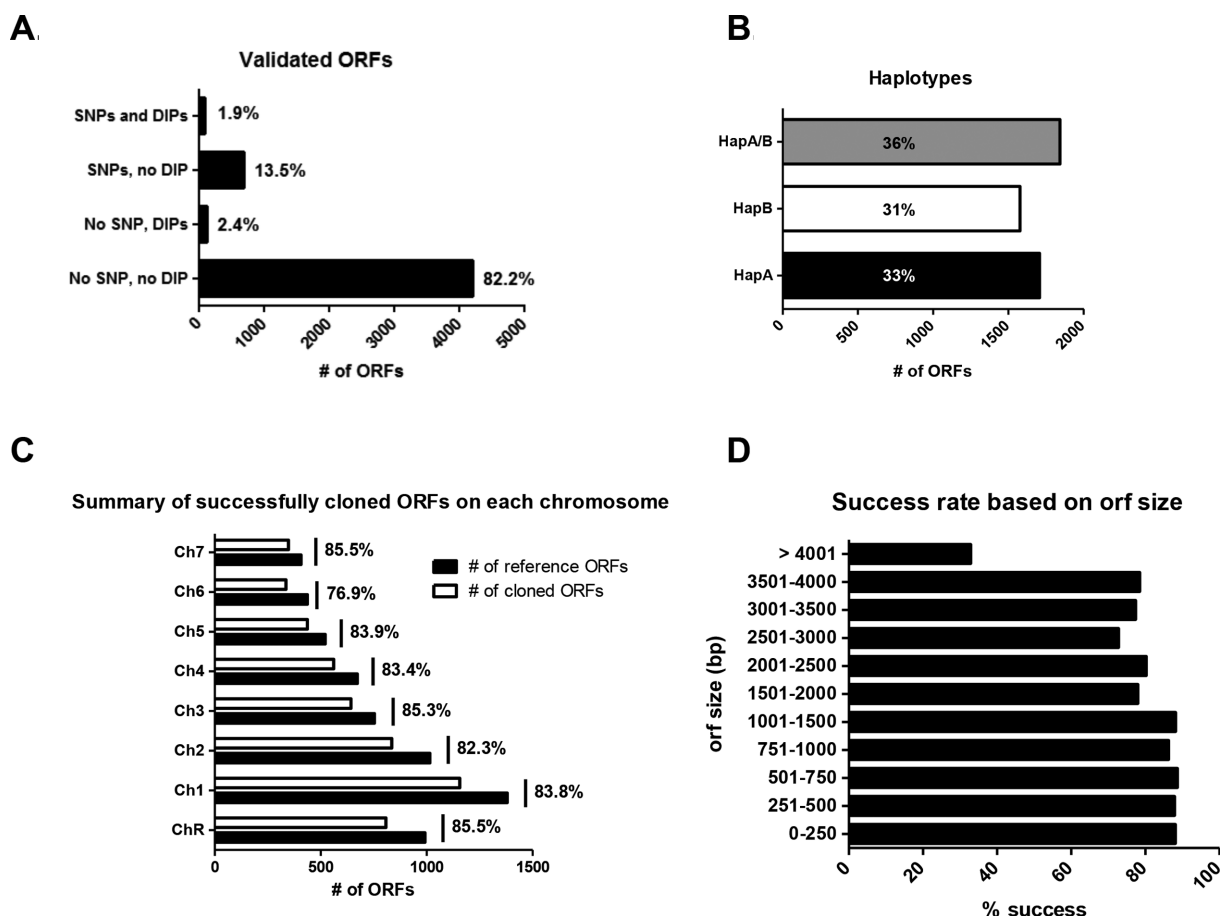 A.
Validated ORFs
SNPs and DIPs
1.9%
SNPs, no DIP
13.5%
No SNP, DIPs
2.4%
No SNP, no DIP
82.2%
0
1000
2000
3000
4000
5000
# of ORFs
B
Haplotypes
HapA/B
36%
HapB
31%
HapA
33%
0
500
1000
1500
2000
# of ORFs
C
Summary of successfully cloned ORFs on each chromosome
Ch7
85.5%
# of reference ORFs
# of cloned ORFs
Ch6
76.9%
Ch5
83.9%
Ch4
83.4%
Ch3
85.3%
Ch2
82.3%
Ch1
83.8%
ChR
85.5%
0
500
1000
1500
# of ORFs
D
Success rate based on orf size
orf size (bp)
> 4001
3501-4000
3001-3500
2501-3000
2001-2500
1501-2000
1001-1500
751-1000
501-750
251-500
0-250
0
20
40
60
80
100
% success